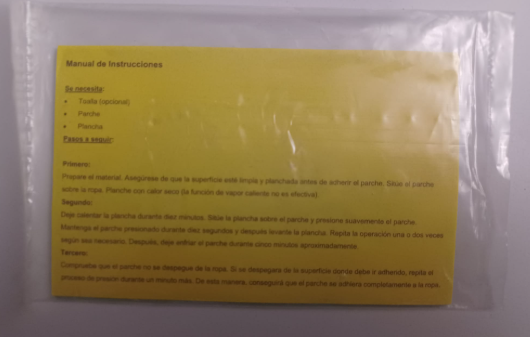 Manual de Instrucciones
Se necesita:
Toalla (opcional)
Parche
Plancha
Pasos a seguir:
Primero:
Prepare el material. Asegúrese de que la superficie está limpia y planchada antes de adherir el parche. Sitúe el parche
sobre la ropa. Planche con calor seco (la función de vapor caliente no es efectiva).
Segundo:
Deje calentar la plancha durante diez minutos. Sitúe la plancha sobre el parche y presione suavemente el parche.
Mantenga el parche presionado durante diez segundos y después levante la plancha. Repita la operación una o dos veces
según sea necesario. Después, deje enfriar el parche durante cinco minutos aproximadamente.
Tercero:
Compruebe que el parche no se despegue de la ropa. Si se despegara de la superficie donde debe ir adherido, repita el
proceso de presión durante un minuto más. De esta manera, conseguirá que el parche se adhiera completamente a la ropa.